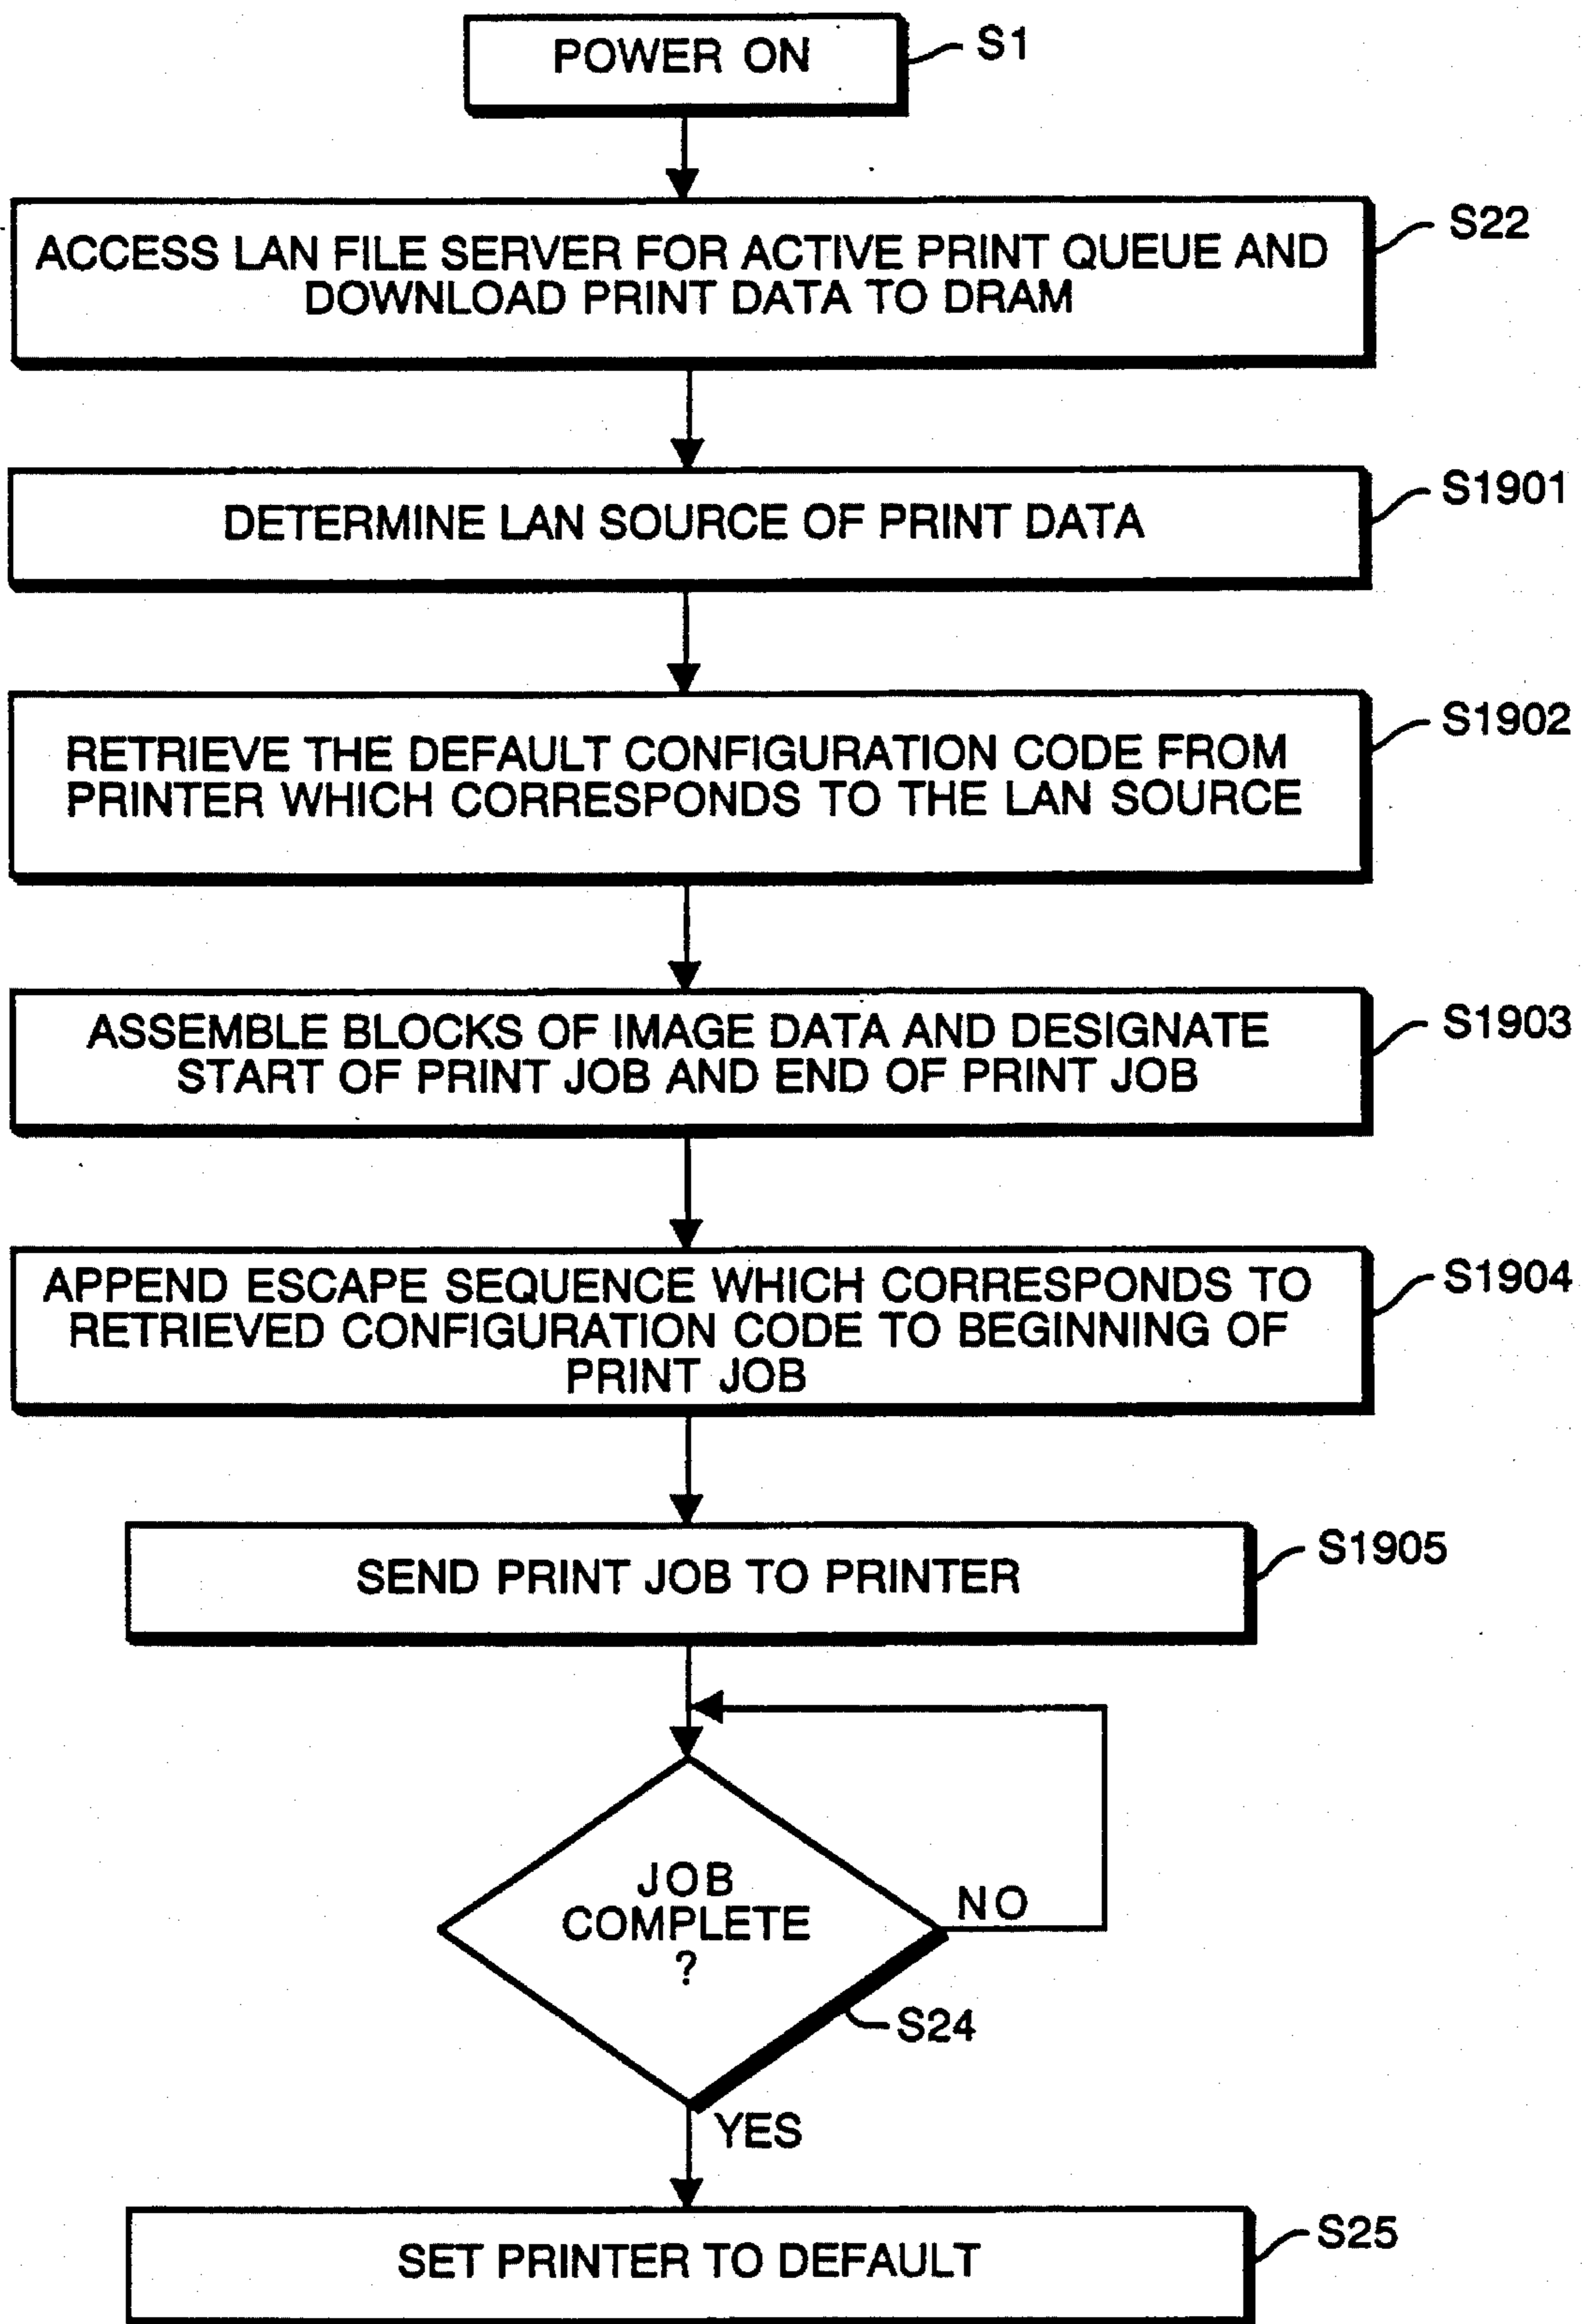 POWER ON
S1
ACCESS LAN FILE SERVER FOR ACTIVE PRINT QUEUE AND
DOWNLOAD PRINT DATA TO DRAM
S22
DETERMINE LAN SOURCE OF PRINT DATA
S1901
RETRIEVE THE DEFAULT CONFIGURATION CODE FROM
PRINTER WHICH CORRESPONDS TO THE LAN SOURCE
S1902
ASSEMBLE BLOCKS OF IMAGE DATA AND DESIGNATE
START OF PRINT JOB AND END OF PRINT JOB
S1903
APPEND ESCAPE SEQUENCE WHICH CORRESPONDS TO
RETRIEVED CONFIGURATION CODE TO BEGINNING OF
PRINT JOB
S1904
SEND PRINT JOB TO PRINTER
S1905
JOB
COMPLETE
?
NO
S24
YES
SET PRINTER TO DEFAULT
S25